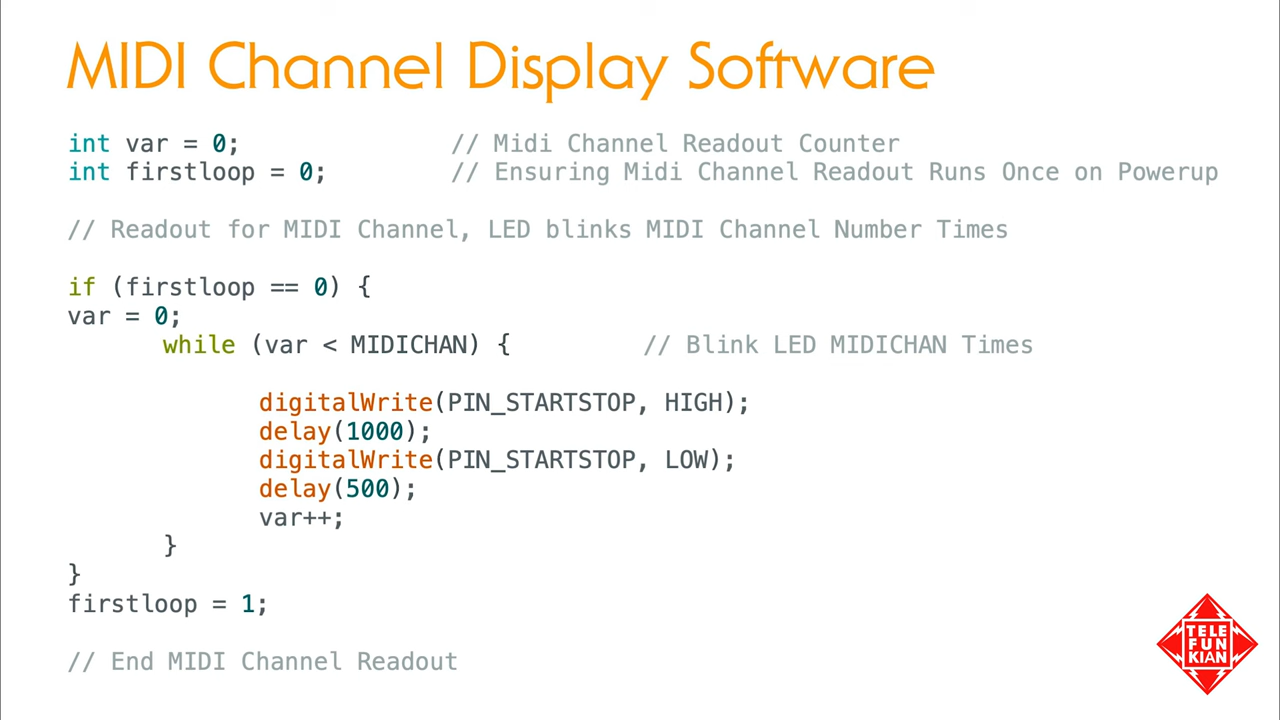 MIDI Channel Display Software
int var = 0; // Midi Channel Readout Counter
int firstloop = 0; // Ensuring Midi Channel Readout Runs Once on Powerup
// Readout for MIDI Channel, LED blinks MIDI Channel Number Times
if (firstloop == 0) {
var = 0;
while (var < MIDICHAN) { // Blink LED MIDICHAN Times
digitalWrite(PIN_STARTSTOP, HIGH);
delay(1000);
digitalWrite(PIN_STARTSTOP, LOW);
delay(500);
var++;
}
}
firstloop = 1;
// End MIDI Channel Readout
TELE
FUN
KIAN